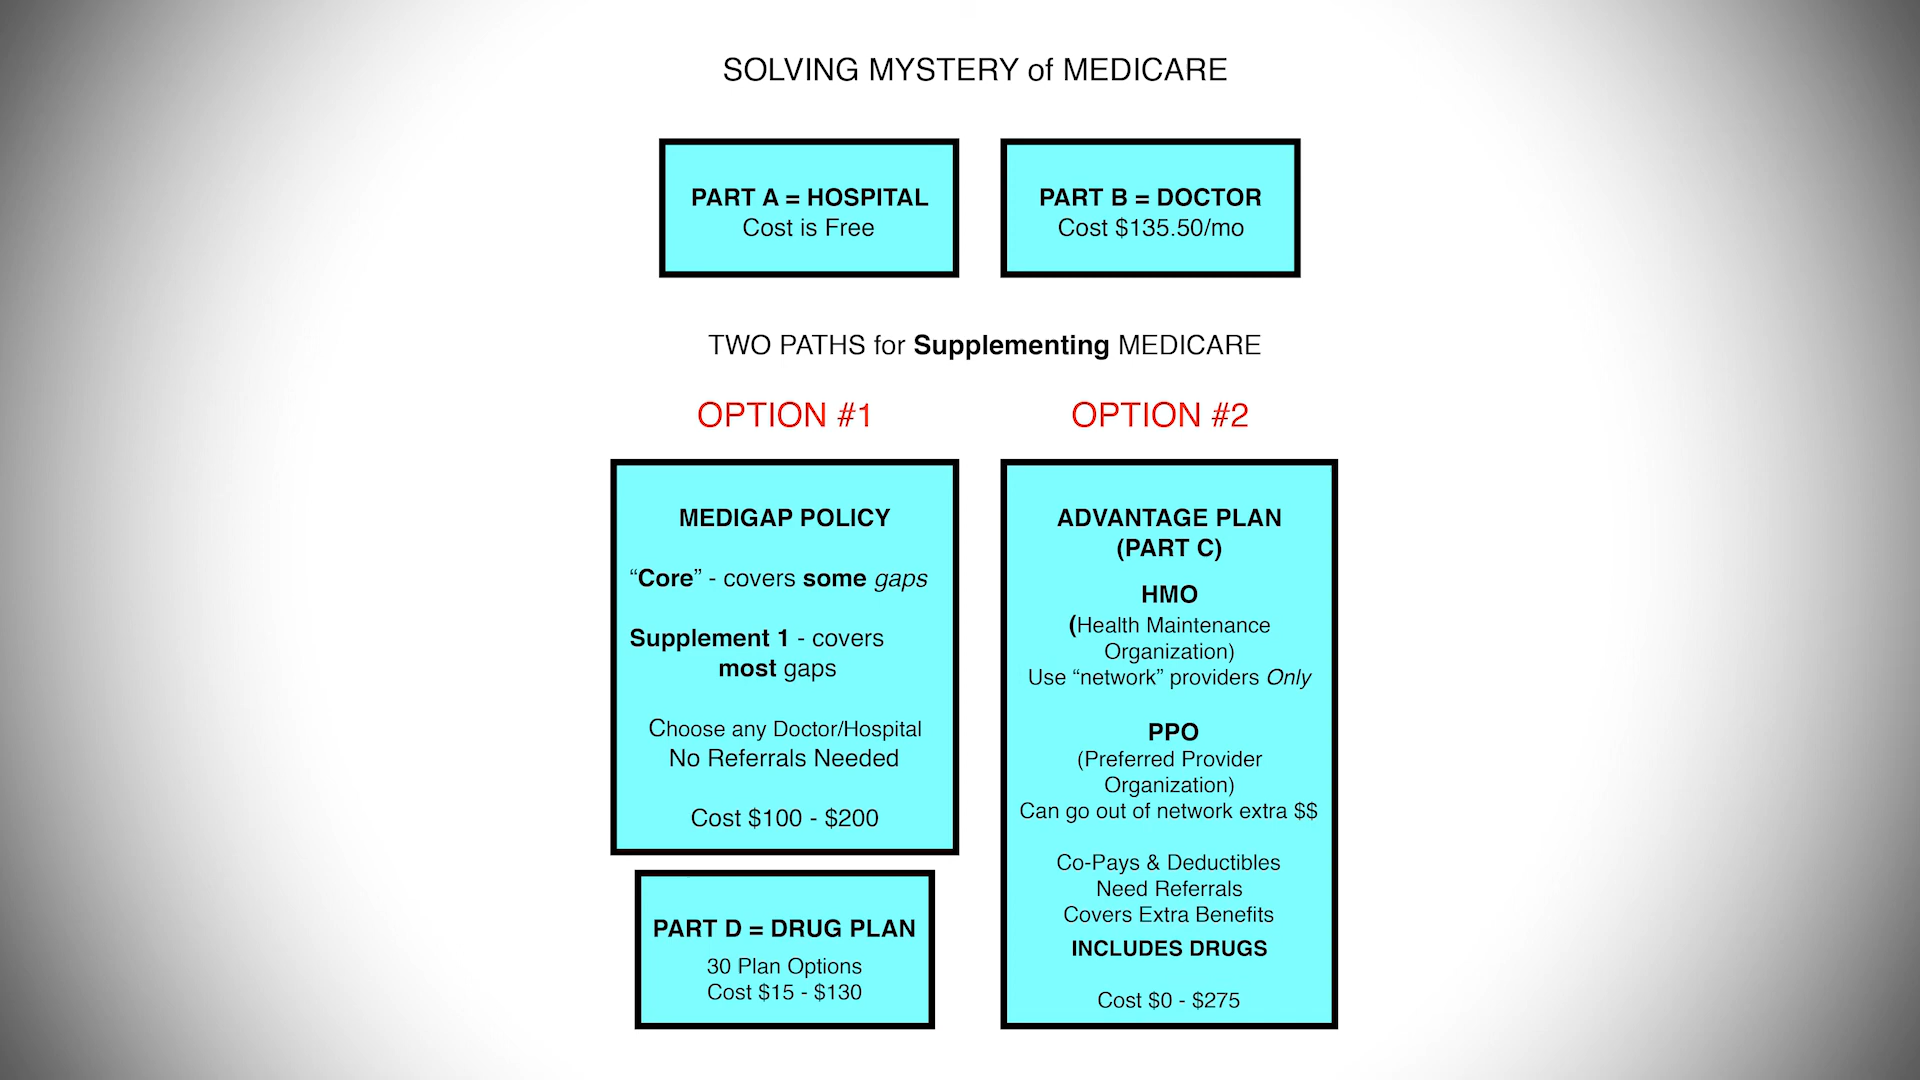 SOLVING MYSTERY of MEDICARE
PART A = HOSPITAL
Cost is Free
PART B = DOCTOR
Cost $135.50/mo
TWO PATHS for Supplementing MEDICARE
OPTION #1
MEDIGAP POLICY
“Core” - covers some gaps
Supplement 1 - covers
most gaps
Choose any Doctor/Hospital
No Referrals Needed
Cost $100 - $200
PART D = DRUG PLAN
30 Plan Options
Cost $15 - $130
OPTION #2
ADVANTAGE PLAN
(PART C)
HMO
(Health Maintenance
Organization)
Use “network” providers Only
PPO
(Preferred Provider
Organization)
Can go out of network extra $$
Co-Pays & Deductibles
Need Referrals
Covers Extra Benefits
INCLUDES DRUGS
Cost $0 - $275